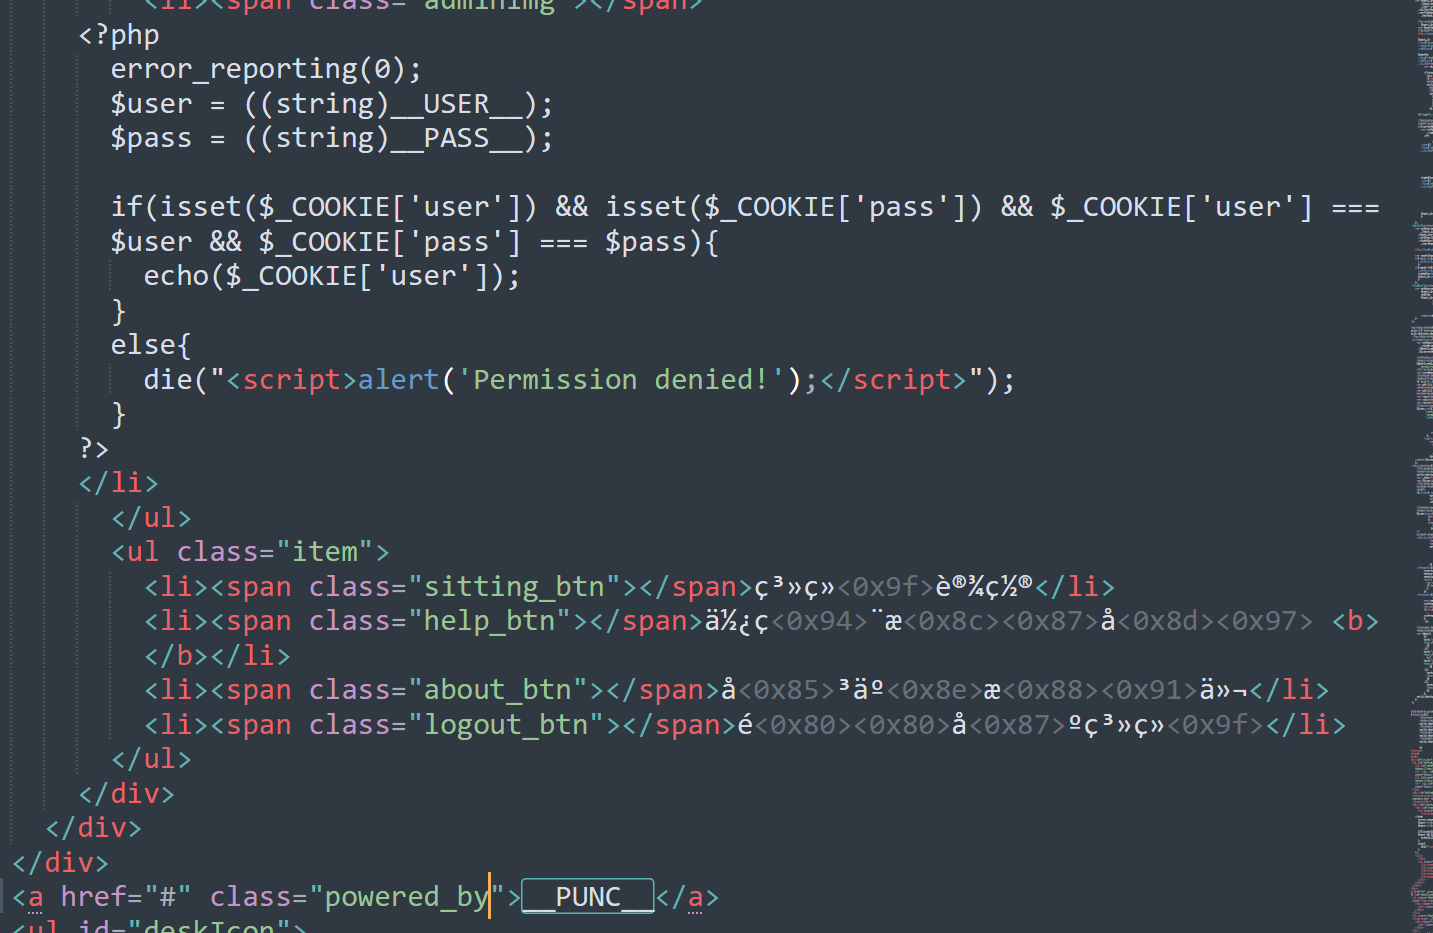 <li><span class="adminimg"></span>
<?php
error_reporting(0);
$user = ((string)__USER__);
$pass = ((string)__PASS__);
if(isset($_COOKIE['user']) && isset($_COOKIE['pass']) && $_COOKIE['user'] ===
$user && $_COOKIE['pass'] === $pass){
echo($_COOKIE['user']);
}
else{
die("<script>alert('Permission denied!');</script>");
}
?>
</li>
</ul>
<ul class="item">
<li><span class="sitting_btn"></span>ç³»ç»<0x9f>è®¾ç½®</li>
<li><span class="help_btn"></span>ä½¿ç<0x94>¨æ<0x8c><0x87>å<0x8d><0x97> <b>
</b></li>
<li><span class="about_btn"></span>å<0x85>³äº<0x8e>æ<0x88><0x91>ä»¬</li>
<li><span class="logout_btn"></span>é<0x80><0x80>å<0x87>ºç³»ç»<0x9f></li>
</ul>
</div>
</div>
</div>
<a href="#" class="powered_by">__PUNC__</a>
<ul id="deskIcon">